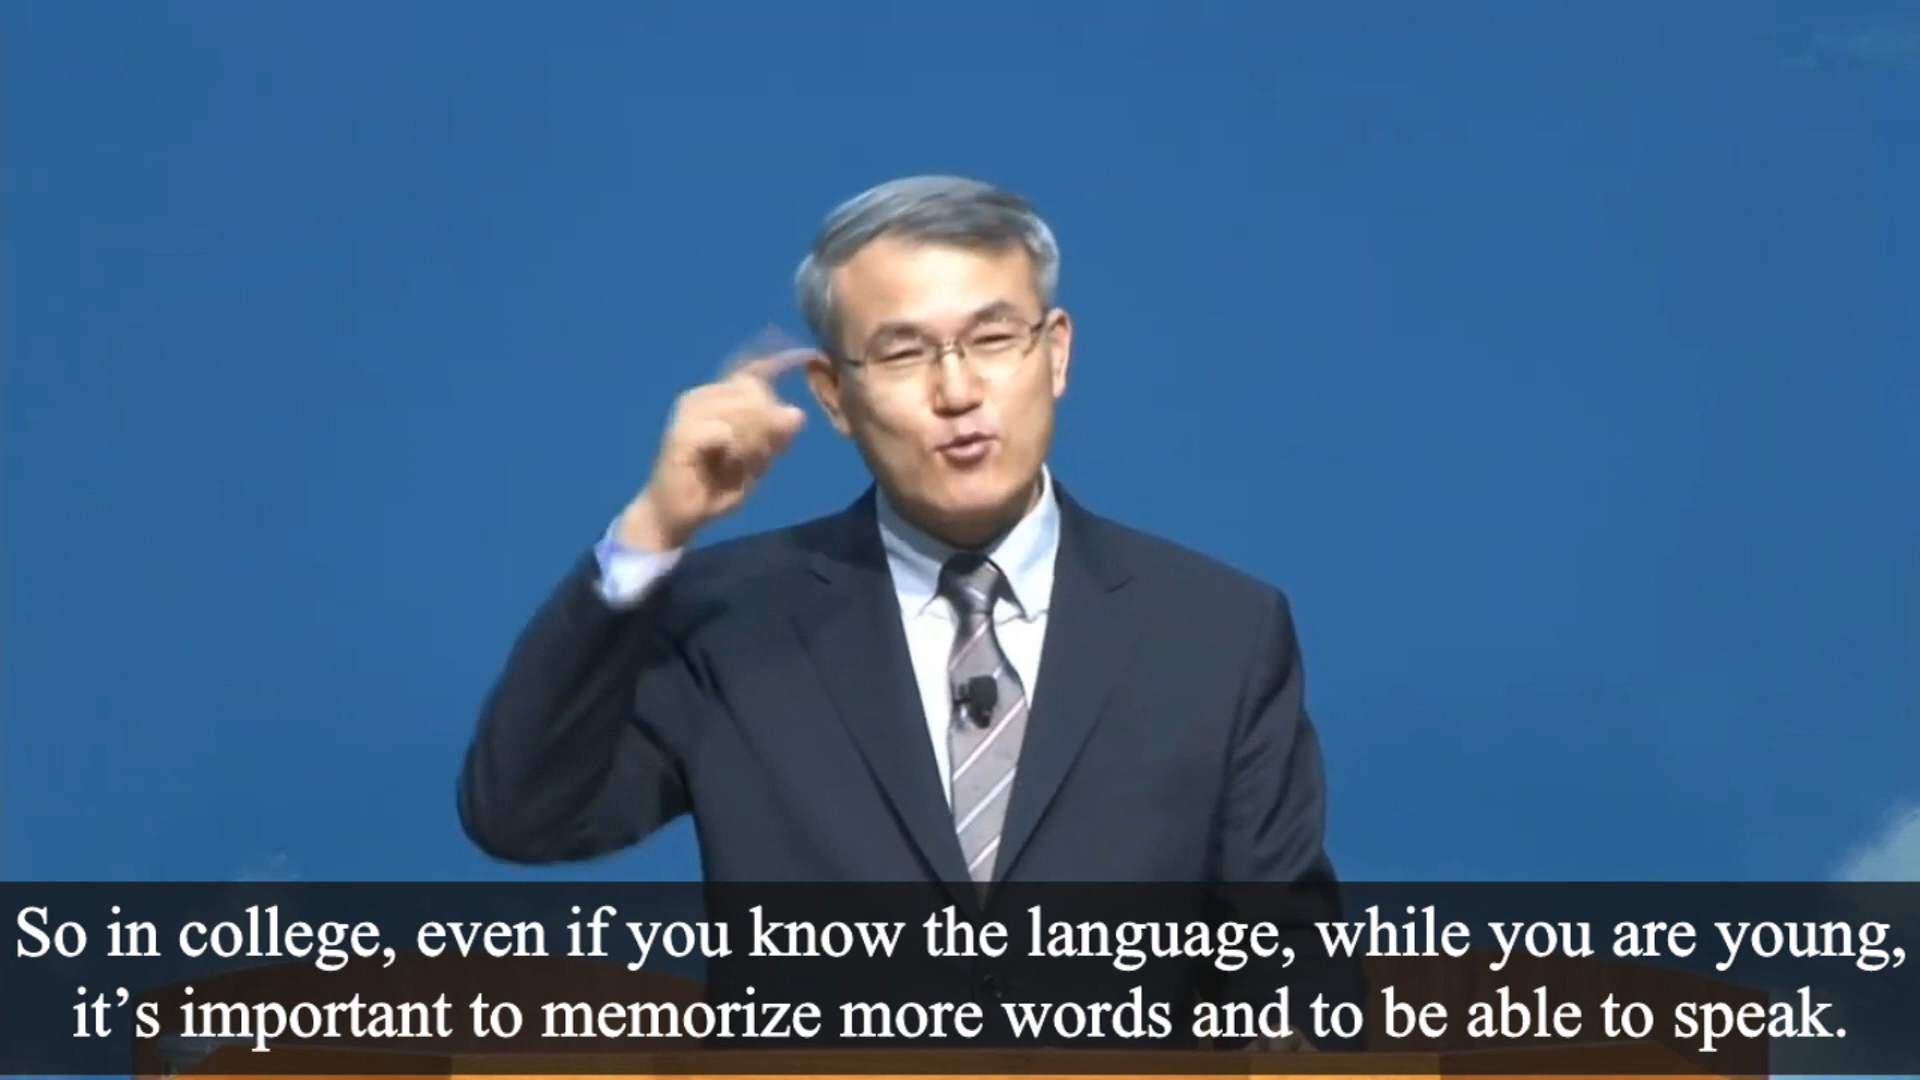 So in college, even if you know the language, while you are young,
it’s important to memorize more words and to be able to speak.